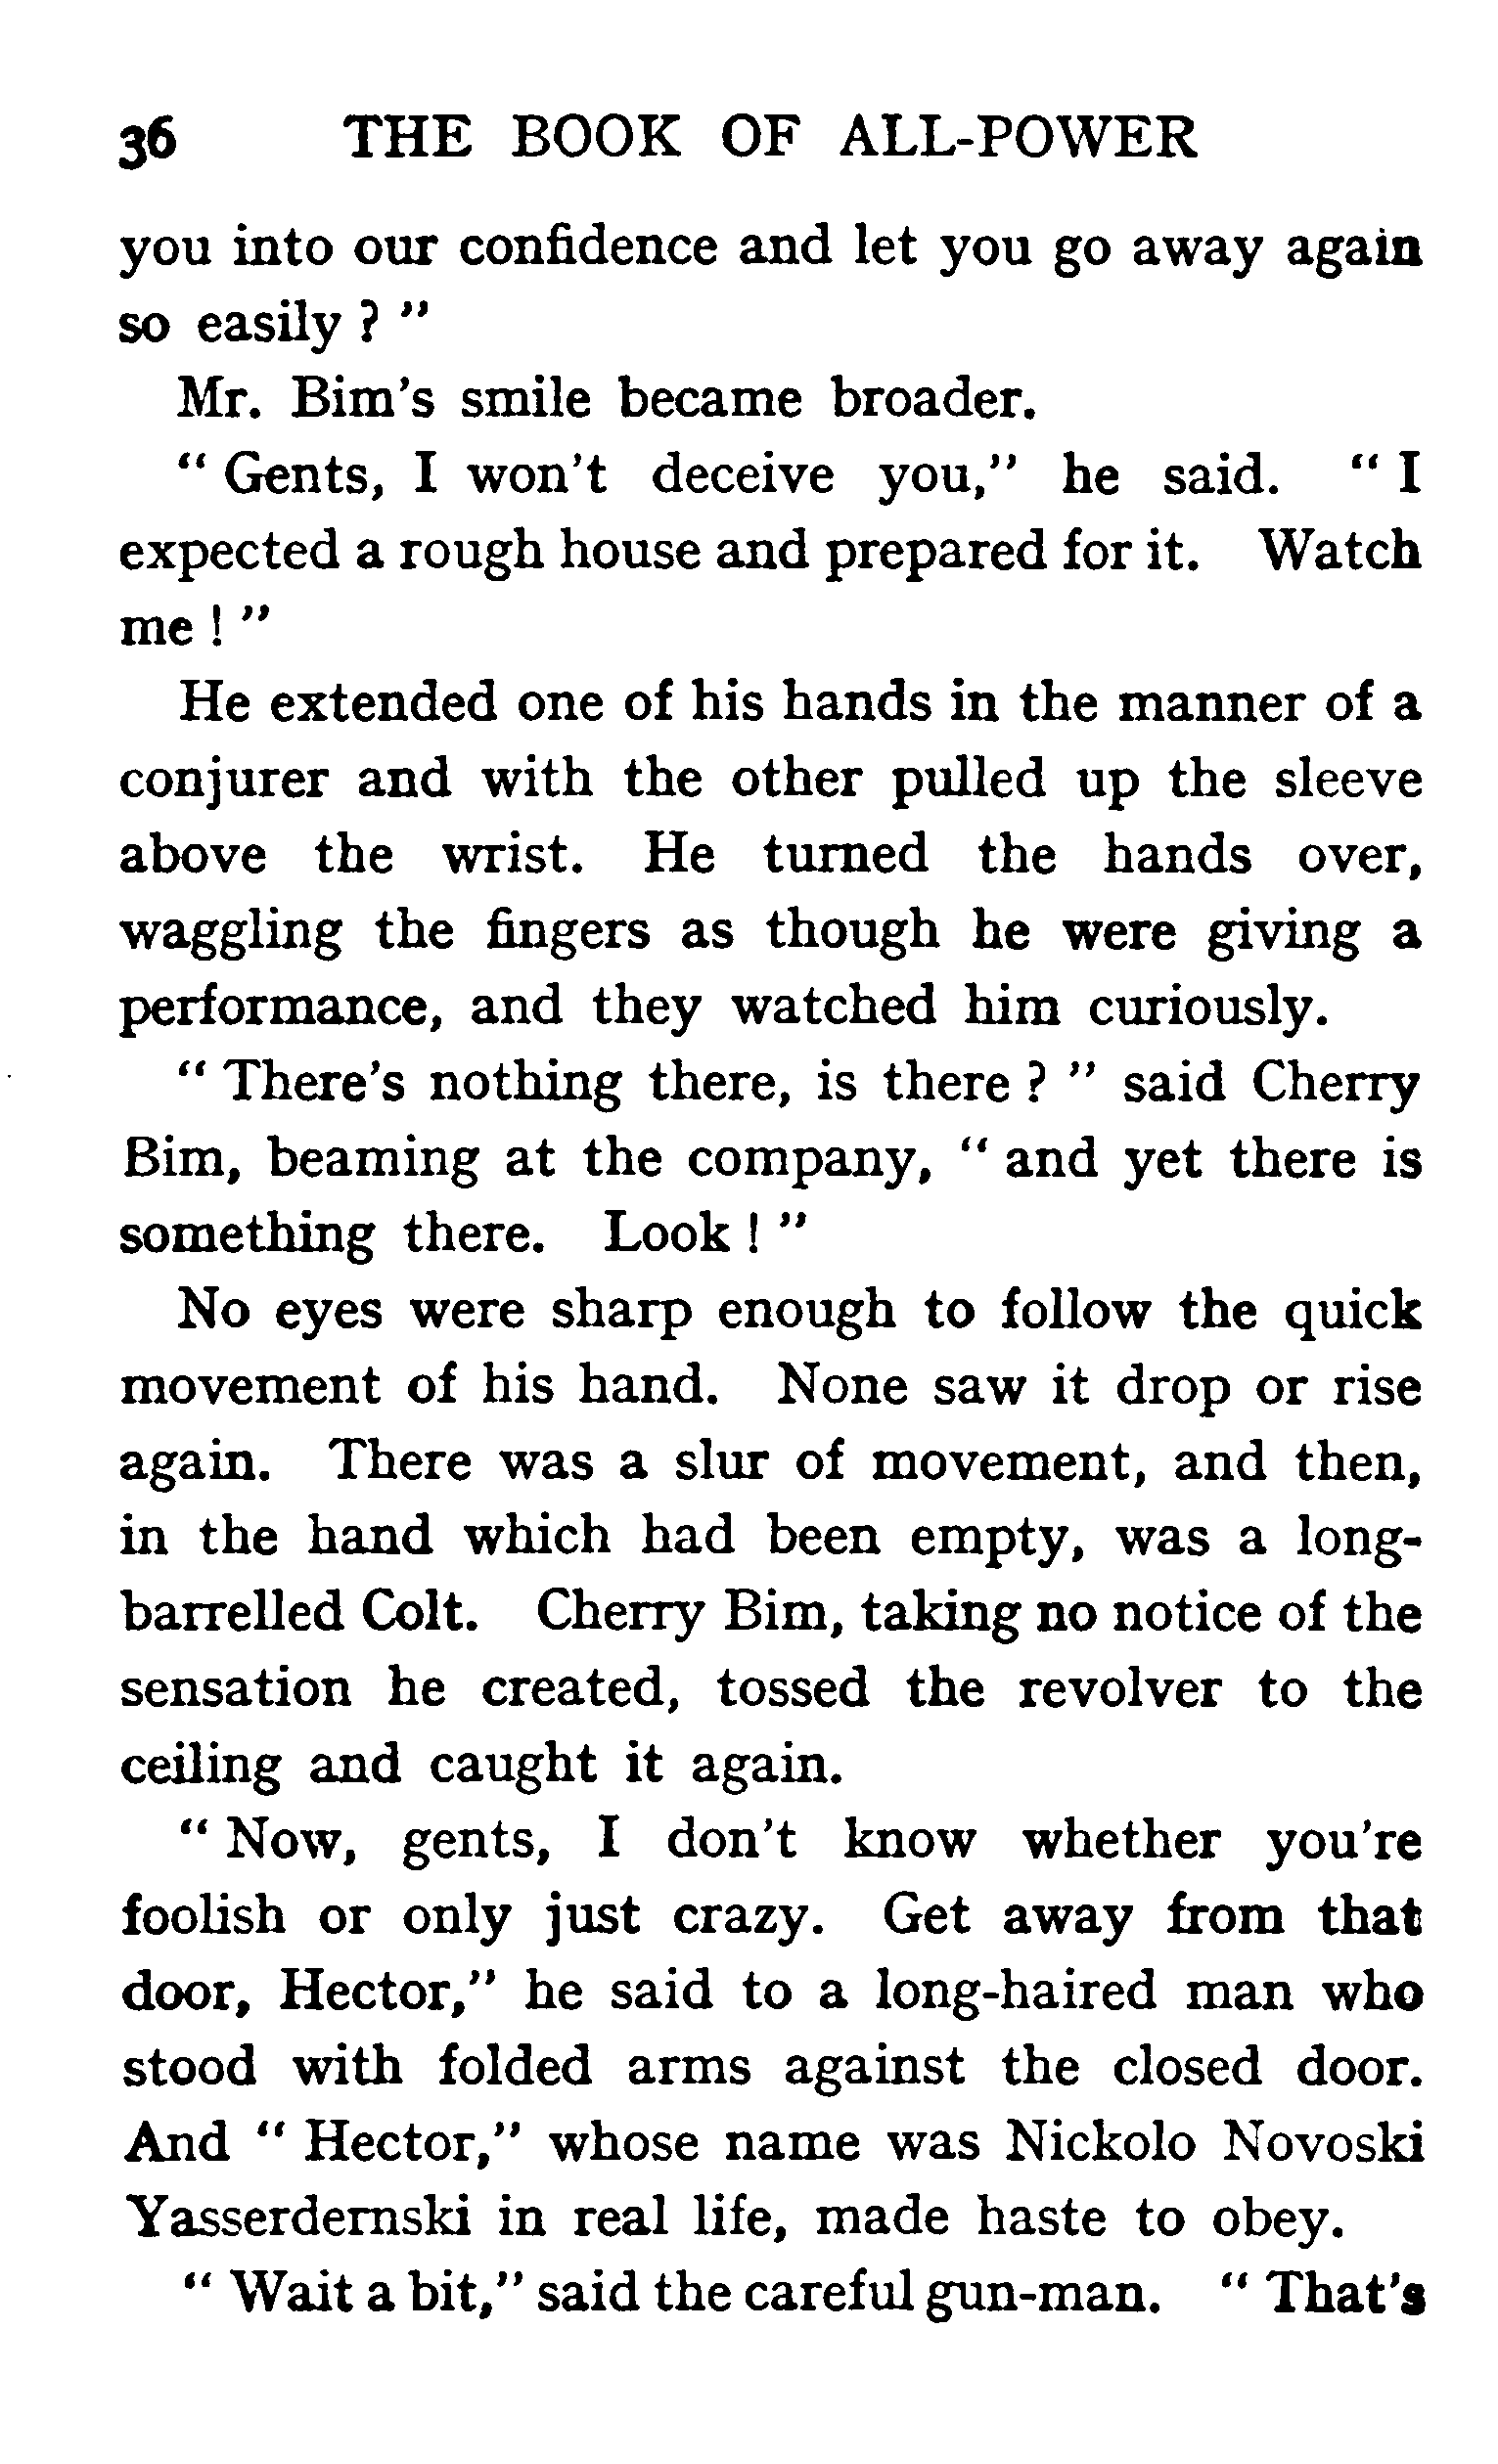 36 THE BOOK OF ALL-POWER
you into our confidence and let you go away again
so easily ? "
Mr. Bim's smile became broader.
" Gents, I won't deceive you," he said. " I
expected a rough house and prepared for it. Watch
me ! "
He extended one of his hands in the manner of a
conjurer and with the other pulled up the sleeve
above the wrist. He turned the hands over,
waggling the fingers as though he were giving a
performance, and they watched him curiously.
" There's nothing there, is there ? " said Cherry
Bim, beaming at the company, " and yet there is
something there. Look ! "
No eyes were sharp enough to follow the quick
movement of his hand. None saw it drop or rise
again. There was a slur of movement, and then,
in the hand which had been empty, was a long-
barrelled Colt. Cherry Bim, taking no notice of the
sensation he created, tossed the revolver to the
ceiling and caught it again.
" Now, gents, I don't know whether you're
foolish or only just crazy. Get away from that
door, Hector," he said to a long-haired man who
stood with folded arms against the closed door.
And " Hector," whose name was Nickolo Novoski
Yasserdernski in real life, made haste to obey.
" Wait a bit," said the careful gun-man. " That's